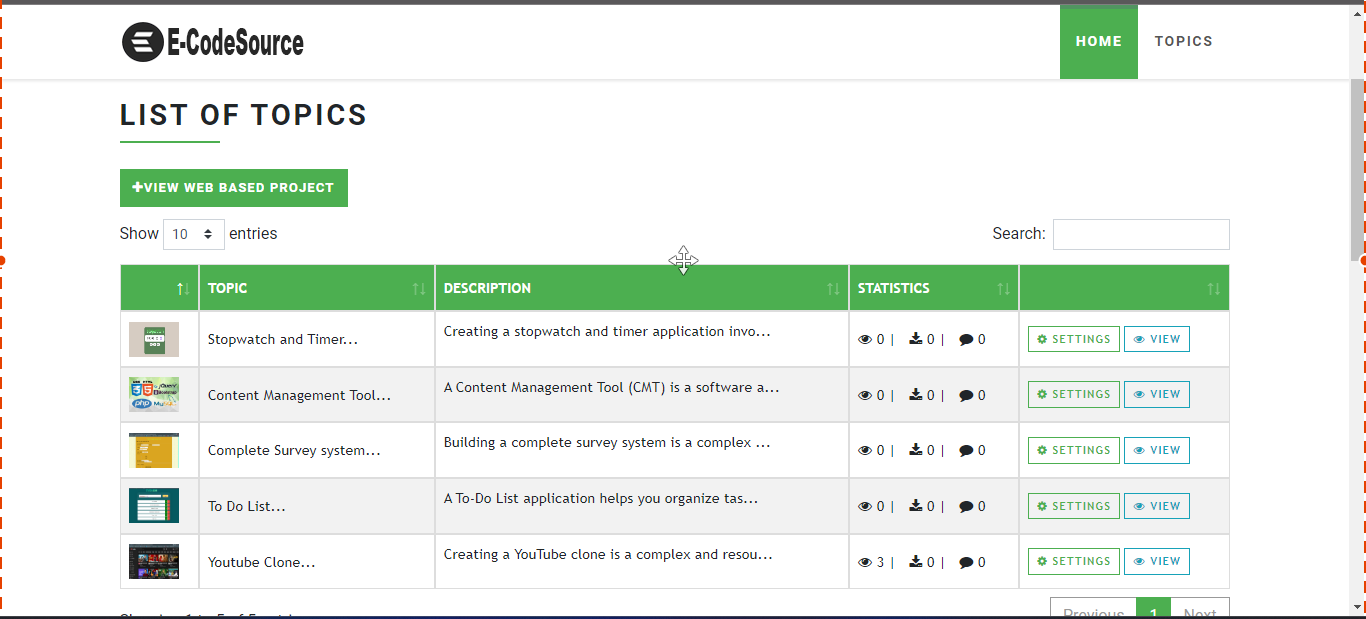 E-CodeSource
HOME TOPICS
LIST OF TOPICS
VIEW WEB BASED PROJECT
Show 10 entries
Search:
TOPIC DESCRIPTION STATISTICS
Stopwatch and Timer... Creating a stopwatch and timer application invo... 0 | 0 | 0 SETTINGS VIEW
Content Management Tool... A Content Management Tool (CMT) is a software a... 0 | 0 | 0 SETTINGS VIEW
Complete Survey system... Building a complete survey system is a complex ... 0 | 0 | 0 SETTINGS VIEW
To Do List... A To-Do List application helps you organize tas... 0 | 0 | 0 SETTINGS VIEW
Youtube Clone... Creating a YouTube clone is a complex and resou... 3 | 0 | 0 SETTINGS VIEW
Previous 1 Next